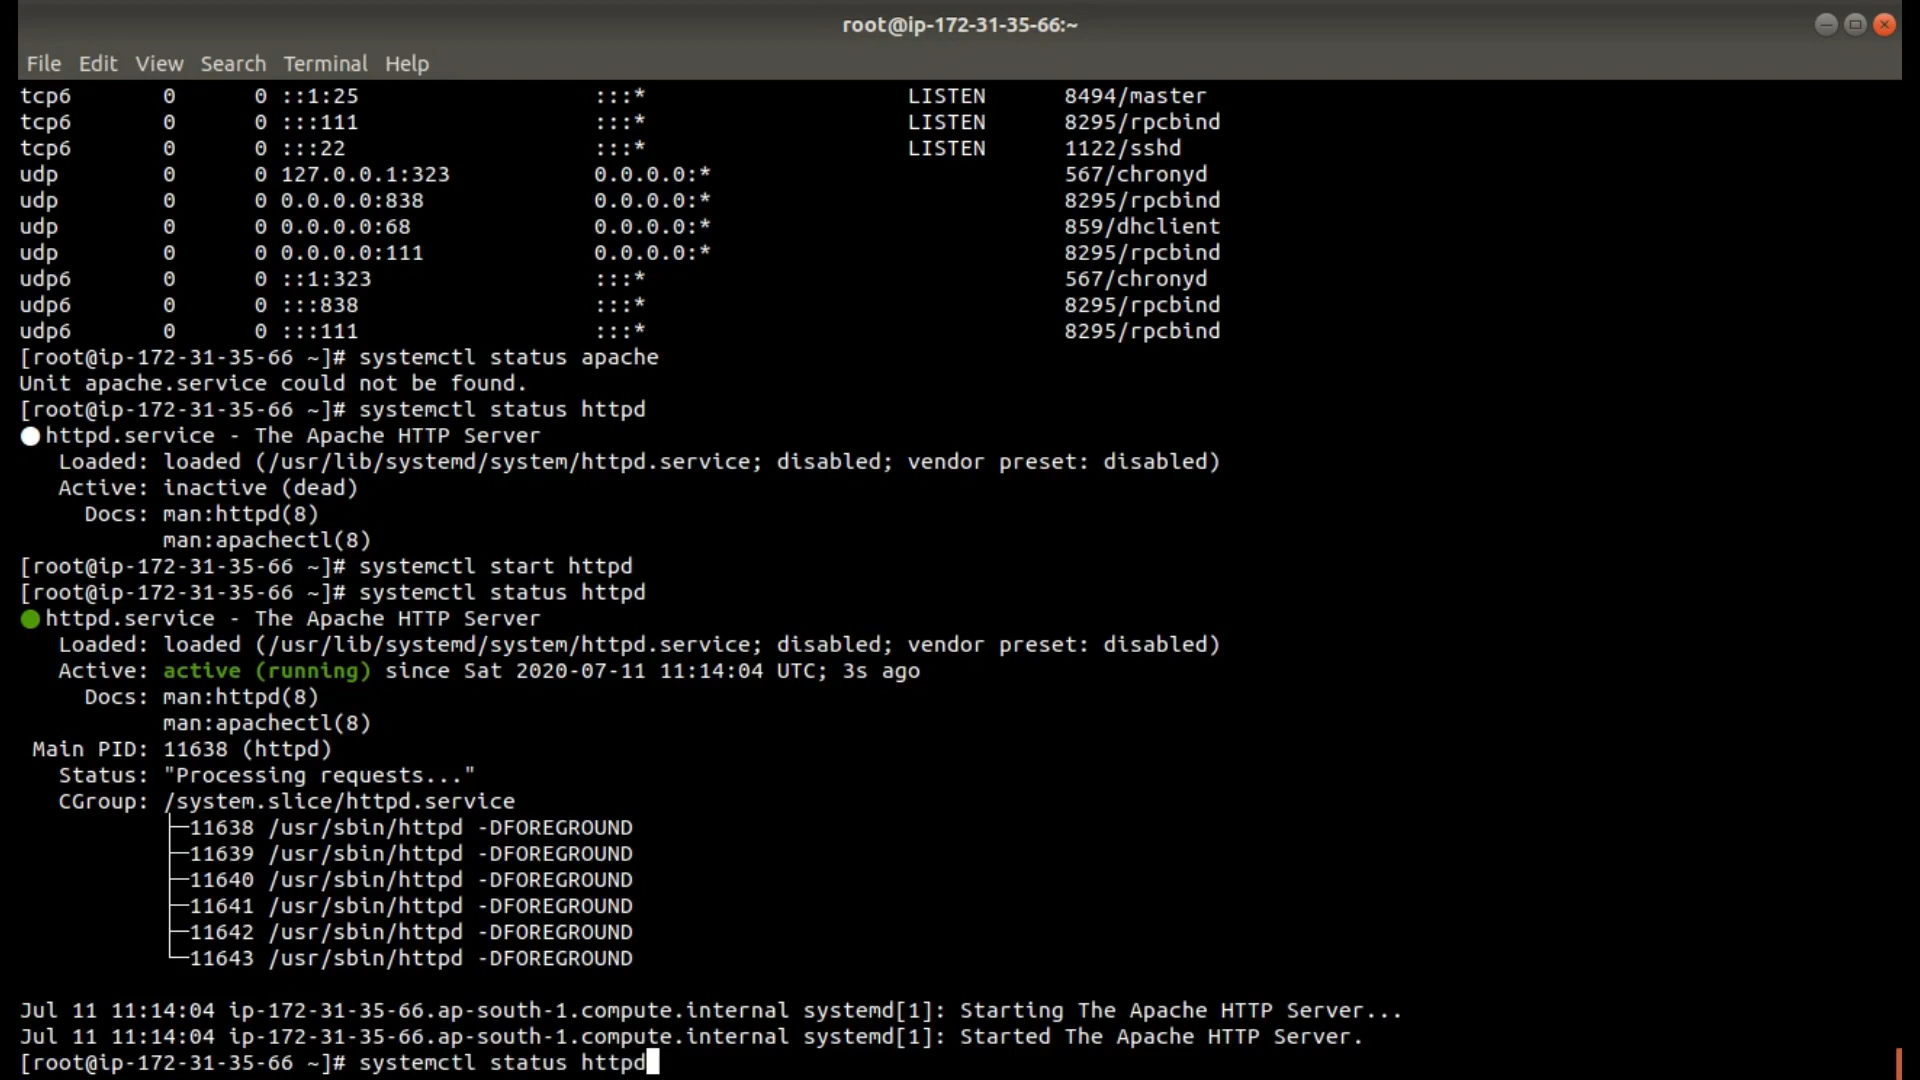 root@ip-172-31-35-66:~
File Edit View Search Terminal Help
tcp6       0      0 ::1:25                  :::*                    LISTEN      8494/master
tcp6       0      0 :::111                  :::*                    LISTEN      8295/rpcbind
tcp6       0      0 :::22                   :::*                    LISTEN      1122/sshd
udp        0      0 127.0.0.1:323           0.0.0.0:*                           567/chronyd
udp        0      0 0.0.0.0:838             0.0.0.0:*                           8295/rpcbind
udp        0      0 0.0.0.0:68              0.0.0.0:*                           859/dhclient
udp        0      0 0.0.0.0:111             0.0.0.0:*                           8295/rpcbind
udp6       0      0 ::1:323                 :::*                                567/chronyd
udp6       0      0 :::838                  :::*                                8295/rpcbind
udp6       0      0 :::111                  :::*                                8295/rpcbind
[root@ip-172-31-35-66 ~]# systemctl status apache
Unit apache.service could not be found.
[root@ip-172-31-35-66 ~]# systemctl status httpd
● httpd.service - The Apache HTTP Server
   Loaded: loaded (/usr/lib/systemd/system/httpd.service; disabled; vendor preset: disabled)
   Active: inactive (dead)
     Docs: man:httpd(8)
           man:apachectl(8)
[root@ip-172-31-35-66 ~]# systemctl start httpd
[root@ip-172-31-35-66 ~]# systemctl status httpd
● httpd.service - The Apache HTTP Server
   Loaded: loaded (/usr/lib/systemd/system/httpd.service; disabled; vendor preset: disabled)
   Active: active (running) since Sat 2020-07-11 11:14:04 UTC; 3s ago
     Docs: man:httpd(8)
           man:apachectl(8)
 Main PID: 11638 (httpd)
   Status: "Processing requests..."
   CGroup: /system.slice/httpd.service
           ├─11638 /usr/sbin/httpd -DFOREGROUND
           ├─11639 /usr/sbin/httpd -DFOREGROUND
           ├─11640 /usr/sbin/httpd -DFOREGROUND
           ├─11641 /usr/sbin/httpd -DFOREGROUND
           ├─11642 /usr/sbin/httpd -DFOREGROUND
           └─11643 /usr/sbin/httpd -DFOREGROUND
Jul 11 11:14:04 ip-172-31-35-66.ap-south-1.compute.internal systemd[1]: Starting The Apache HTTP Server...
Jul 11 11:14:04 ip-172-31-35-66.ap-south-1.compute.internal systemd[1]: Started The Apache HTTP Server.
[root@ip-172-31-35-66 ~]# systemctl status httpd